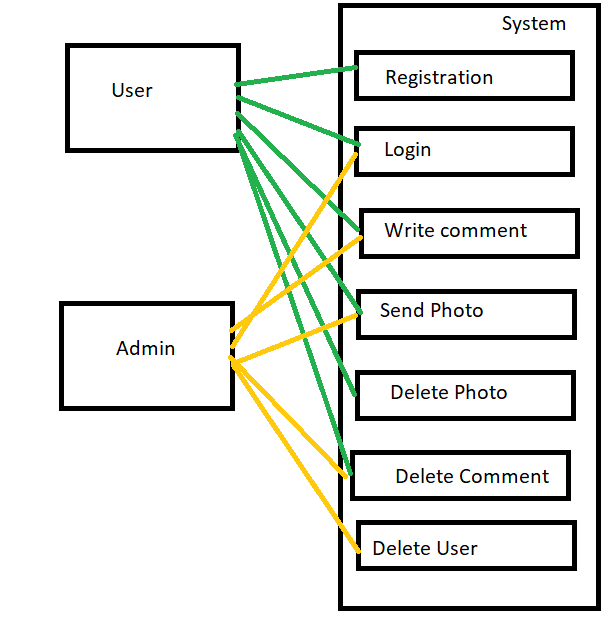 System
User
Registration
Login
Write comment
Send Photo
Admin
Delete Photo
Delete Comment
Delete User